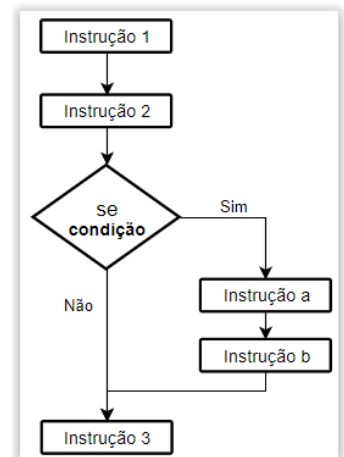 Instrução 1
Instrução 2
se
condição
Sim
Instrução a
Não
Instrução b
Instrução 3